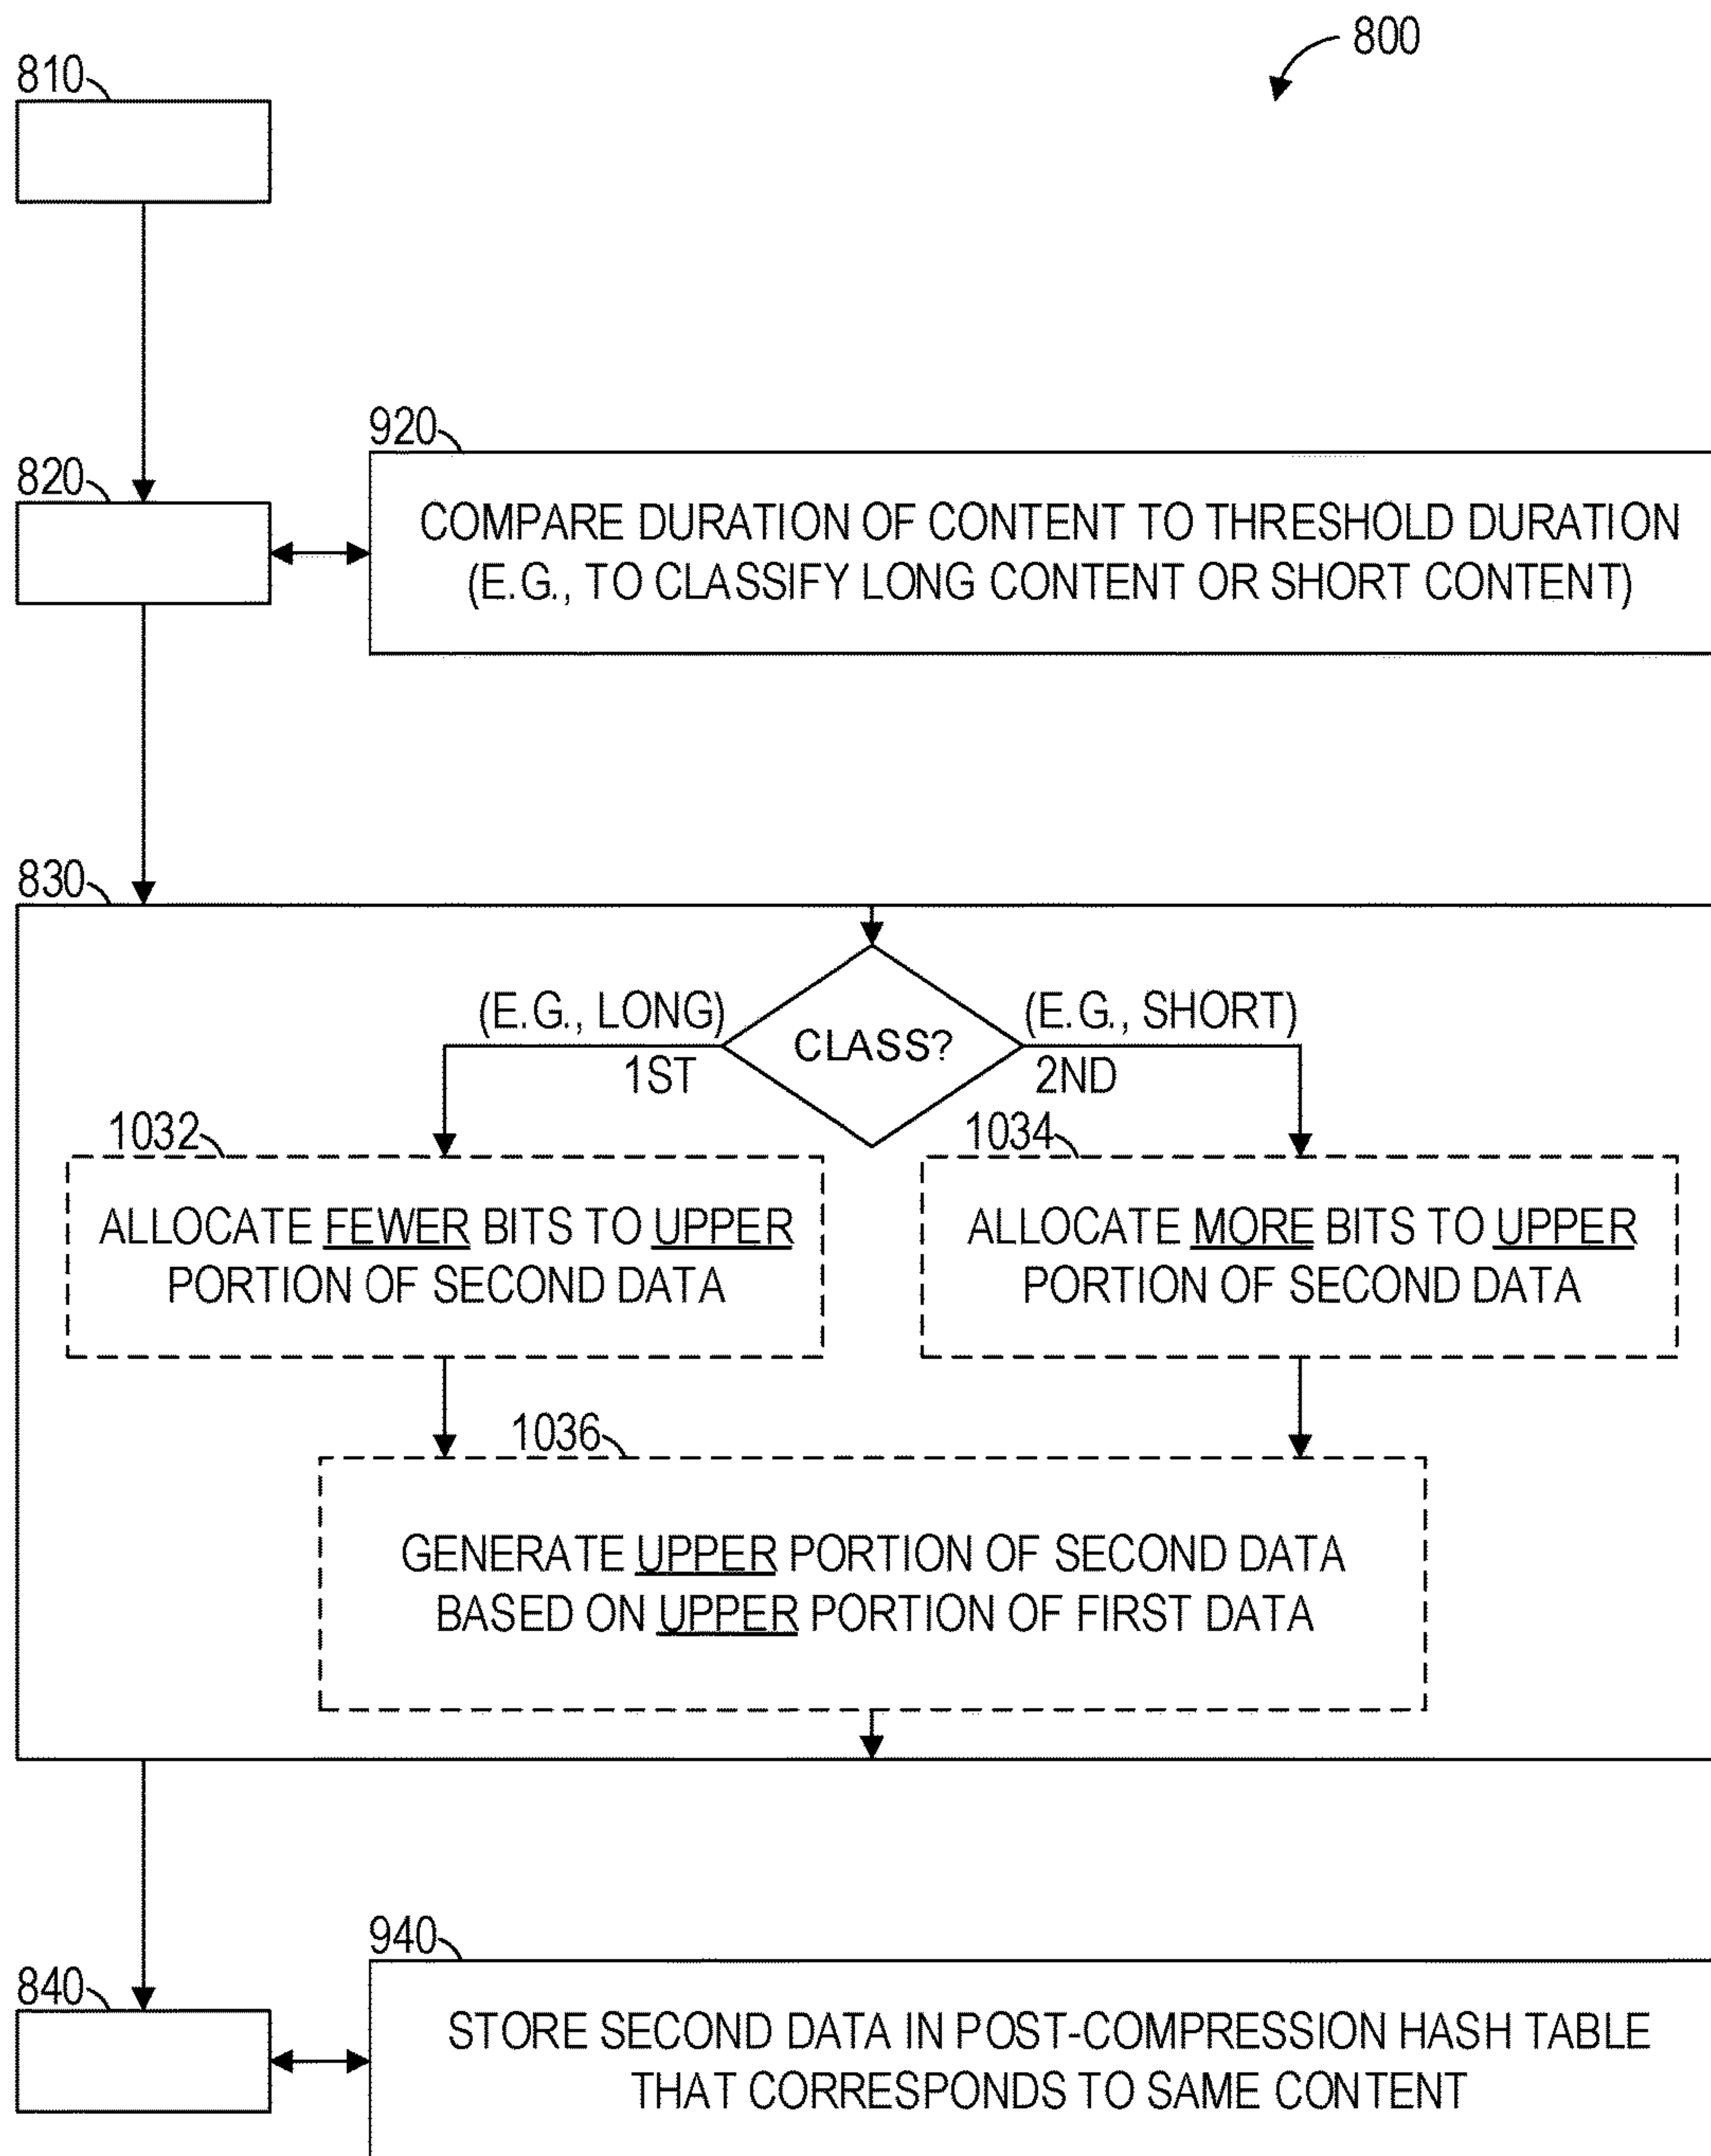 800
810
820
920
COMPARE DURATION OF CONTENT TO THRESHOLD DURATION
(E.G., TO CLASSIFY LONG CONTENT OR SHORT CONTENT)
830
(E.G., LONG)
1ST
CLASS?
(E.G., SHORT)
2ND
1032
ALLOCATE FEWER BITS TO UPPER
PORTION OF SECOND DATA
1034
ALLOCATE MORE BITS TO UPPER
PORTION OF SECOND DATA
1036
GENERATE UPPER PORTION OF SECOND DATA
BASED ON UPPER PORTION OF FIRST DATA
840
940
STORE SECOND DATA IN POST-COMPRESSION HASH TABLE
THAT CORRESPONDS TO SAME CONTENT